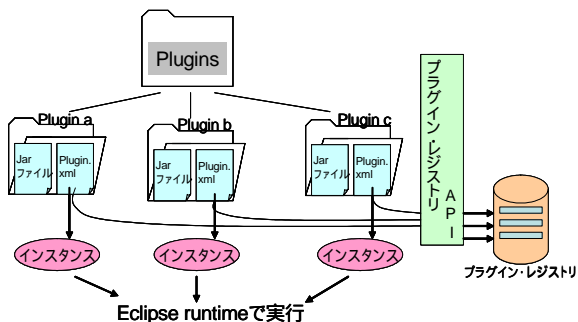 Plugins
Plugin a
Plugin b
Plugin c
Jar
ファイル
Plugin.
xml
Jar
ファイル
Plugin.
xml
Jar
ファイル
Plugin.
xml
プラグイン・レジストリ
API
インスタンス
インスタンス
インスタンス
プラグイン・レジストリ
Eclipse runtimeで実行